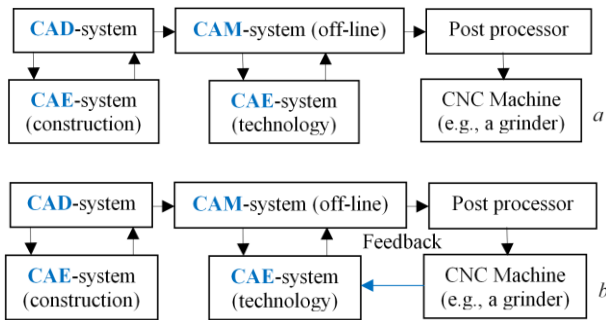 CAD-system
CAM-system (off-line)
Post processor
CAE-system
(construction)
CAE-system
(technology)
CNC Machine
(e.g., a grinder)
a
CAD-system
CAM-system (off-line)
Post processor
Feedback
CAE-system
(construction)
CAE-system
(technology)
CNC Machine
(e.g., a grinder)
b